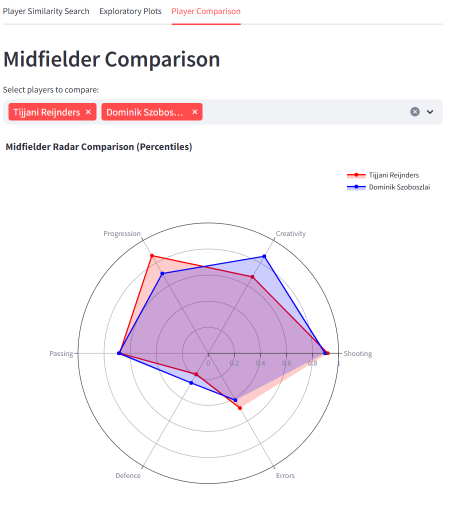 Player Similarity Search Exploratory Plots Player Comparison
Midfielder Comparison
Select players to compare:
Tijjani Reijnders × Dominik Szobos... ×
Midfielder Radar Comparison (Percentiles)
Tijjani Reijnders
Dominik Szoboszlai
Progression Creativity
Passing Shooting
0 0.2 0.4 0.6 0.8 1
Defence Errors